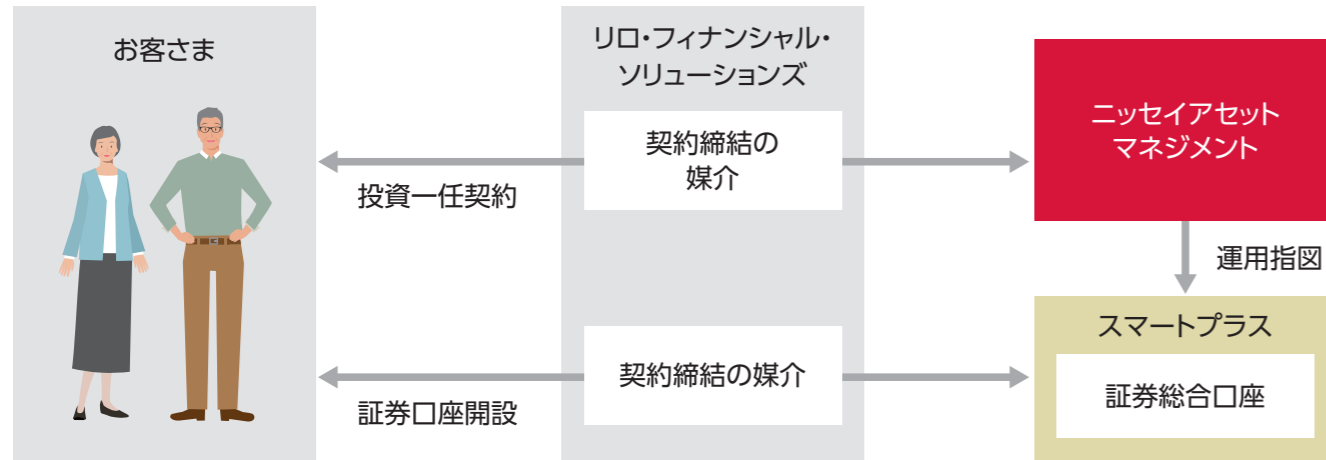 お客さま
リロ・フィナンシャル・
ソリューションズ
契約締結の
媒介
投資一任契約
ニッセイアセット
マネジメント
運用指図
契約締結の媒介
証券口座開設
スマートプラス
証券総合口座